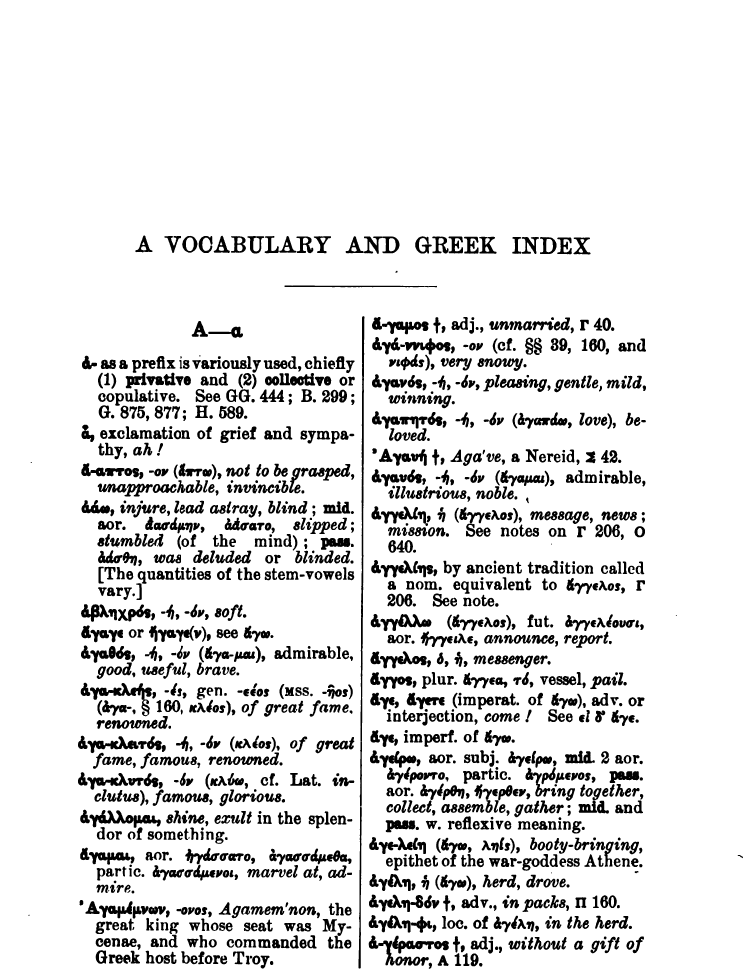 A VOCABULARY AND GREEK INDEX
A—α
ἀ- as a prefix is variously used, chiefly
(1) privative and (2) collective or
copulative. See GG. 444; B. 299;
G. 875, 877; H. 589.
ἆ, exclamation of grief and sympa-
thy, ah!
ἄ-απτος, -ον (ἅπτω), not to be grasped,
unapproachable, invincible.
ἀάω, injure, lead astray, blind; mid.
aor. ἀασάμην, ἀάσατο, slipped;
stumbled (of the mind); pass.
ἀάσθη, was deluded or blinded.
[The quantities of the stem-vowels
vary.]
ἀβληχρός, -ή, -όν, soft.
ἄγαγε or ἤγαγε(ν), see ἄγω.
ἀγαθός, -ή, -όν (ἄγα-μαι), admirable,
good, useful, brave.
ἀγα-κλεής, -ές, gen. -εέος (MSS. -ῆος)
(ἀγα-, § 160, κλέος), of great fame,
renowned.
ἀγα-κλειτός, -ή, -όν (κλέος), of great
fame, famous, renowned.
ἀγα-κλυτός, -όν (κλύω, cf. Lat. in-
clutus), famous, glorious.
ἀγάλλομαι, shine, exult in the splen-
dor of something.
ἄγαμαι, aor. ἠγάσσατο, ἀγασσάμεθα,
partic. ἀγασσάμενοι, marvel at, ad-
mire.
Ἀγαμέμνων, -ονος, Agamem'non, the
great king whose seat was My-
cenae, and who commanded the
Greek host before Troy.
ἄ-γαμος †, adj., unmarried, Γ 40.
ἀγά-ννιφος, -ον (cf. §§ 39, 160, and
νιφάς), very snowy.
ἀγανός, -ή, -όν, pleasing, gentle, mild,
winning.
ἀγαπητός, -ή, -όν (ἀγαπάω, love), be-
loved.
Ἀγαυή †, Aga've, a Nereid, Σ 42.
ἀγαυός, -ή, -όν (ἄγαμαι), admirable,
illustrious, noble.
ἀγγελίη, ἡ (ἄγγελος), message, news;
mission. See notes on Γ 206, Ο
640.
ἀγγελίης, by ancient tradition called
a nom. equivalent to ἄγγελος, Γ
206. See note.
ἀγγέλλω (ἄγγελος), fut. ἀγγελέουσι,
aor. ἤγγειλε, announce, report.
ἄγγελος, ὁ, ἡ, messenger.
ἄγγος, plur. ἄγγεα, τό, vessel, pail.
ἄγε, ἄγετε (imperat. of ἄγω), adv. or
interjection, come! See εἰ δ' ἄγε.
ἄγε, imperf. of ἄγω.
ἀγείρω, aor. subj. ἀγείρω, mid. 2 aor.
ἀγέροντο, partic. ἀγρόμενος, pass.
aor. ἀγέρθη, ἤγερθεν, bring together,
collect, assemble, gather; mid. and
pass. w. reflexive meaning.
ἀγε-λείη (ἄγω, ληίς), booty-bringing,
epithet of the war-goddess Athene.
ἀγέλη, ἡ (ἄγω), herd, drove.
ἀγελη-δόν †, adv., in packs, Π 160.
ἀγέλη-φι, loc. of ἀγέλη, in the herd.
ἀ-γέραστος †, adj., without a gift of
honor, Α 119.